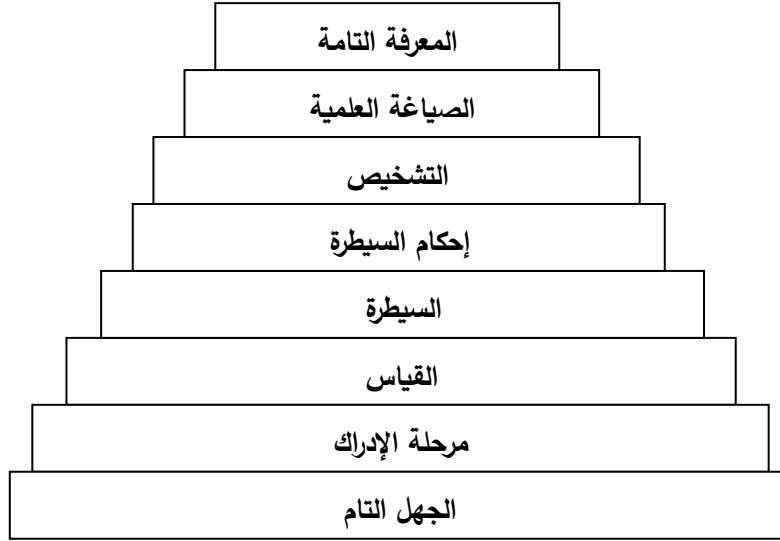 المعرفة التامة
الصياغة العلمية
التشخيص
إحكام السيطرة
السيطرة
القياس
مرحلة الإدراك
الجهل التام